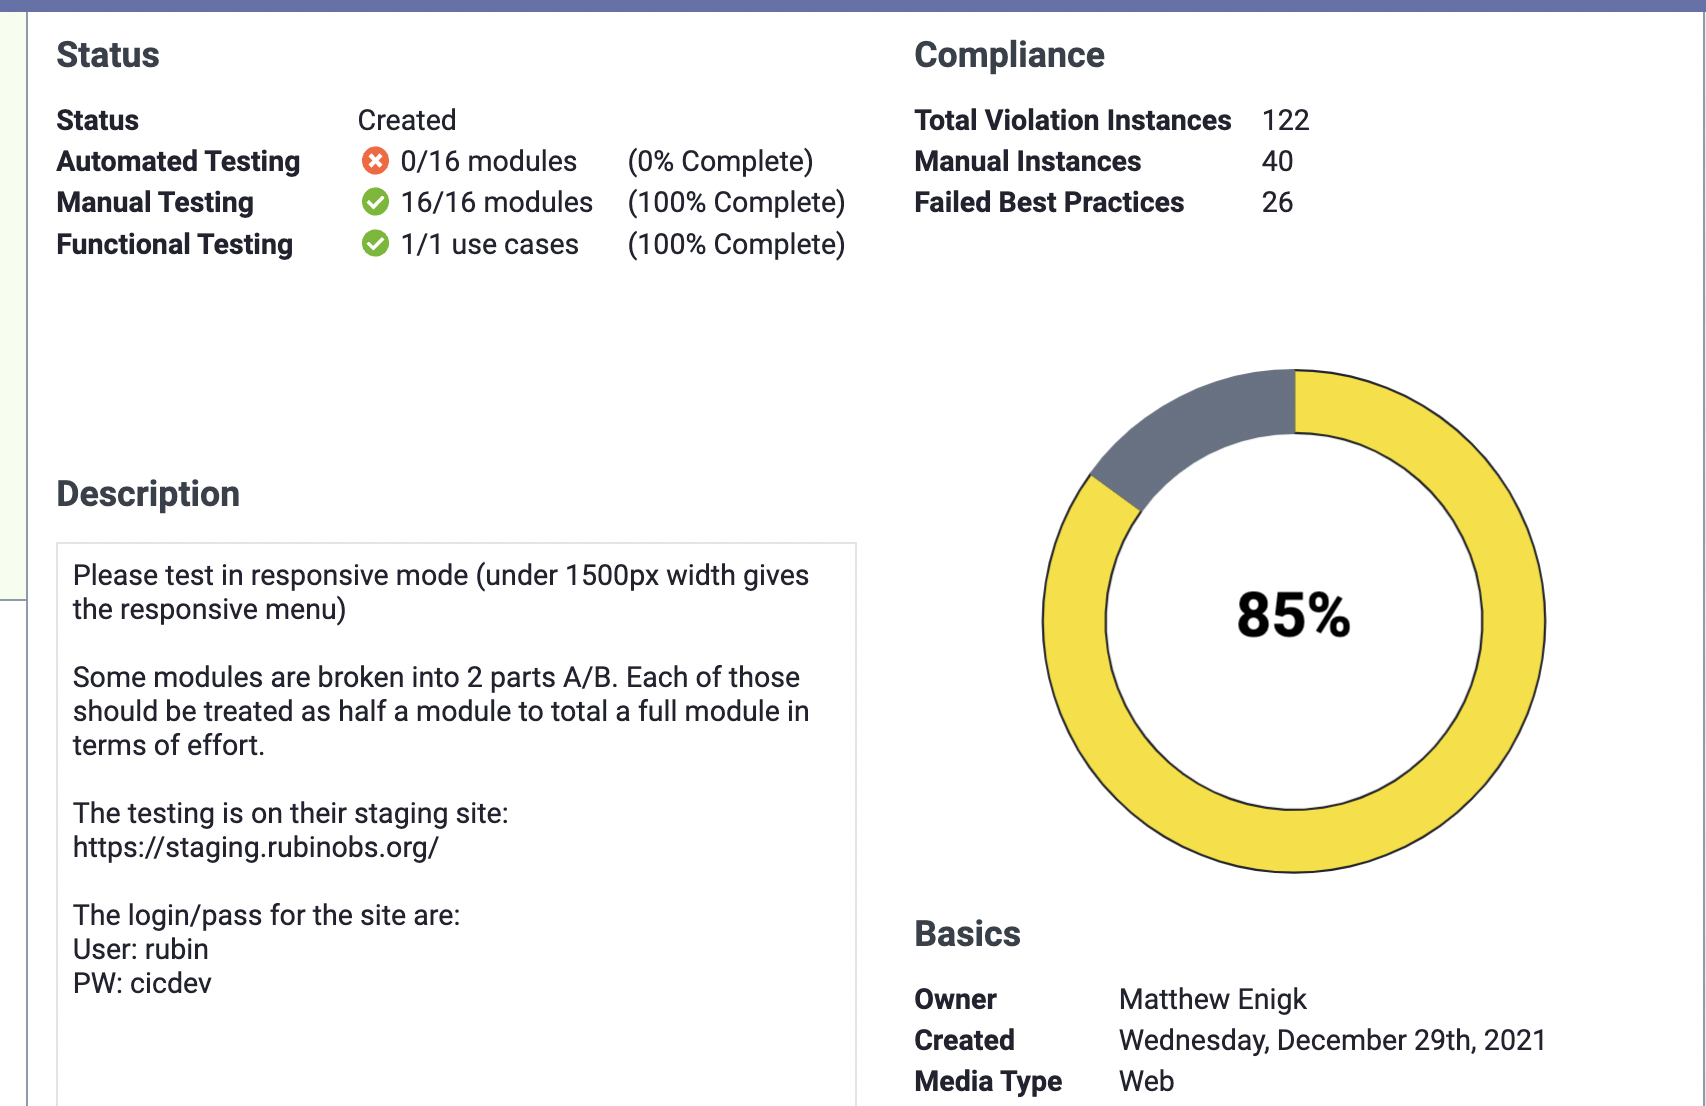 Status
Status Created
Automated Testing 0/16 modules (0% Complete)
Manual Testing 16/16 modules (100% Complete)
Functional Testing 1/1 use cases (100% Complete)
Description
Please test in responsive mode (under 1500px width gives
the responsive menu)
Some modules are broken into 2 parts A/B. Each of those
should be treated as half a module to total a full module in
terms of effort.
The testing is on their staging site:
https://staging.rubinobs.org/
The login/pass for the site are:
User: rubin
PW: cicdev
Compliance
Total Violation Instances 122
Manual Instances 40
Failed Best Practices 26
85%
Basics
Owner Matthew Enigk
Created Wednesday, December 29th, 2021
Media Type Web